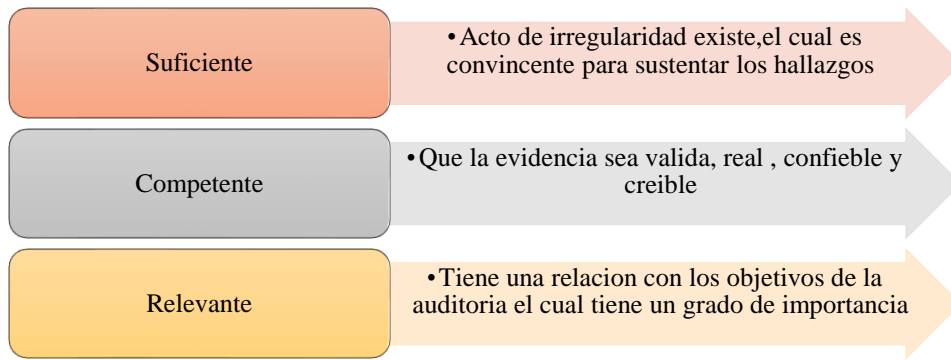 Suficiente
•Acto de irregularidad existe,el cual es
convincente para sustentar los hallazgos
Competente
•Que la evidencia sea valida, real , confieble y
creible
Relevante
•Tiene una relacion con los objetivos de la
auditoria el cual tiene un grado de importancia